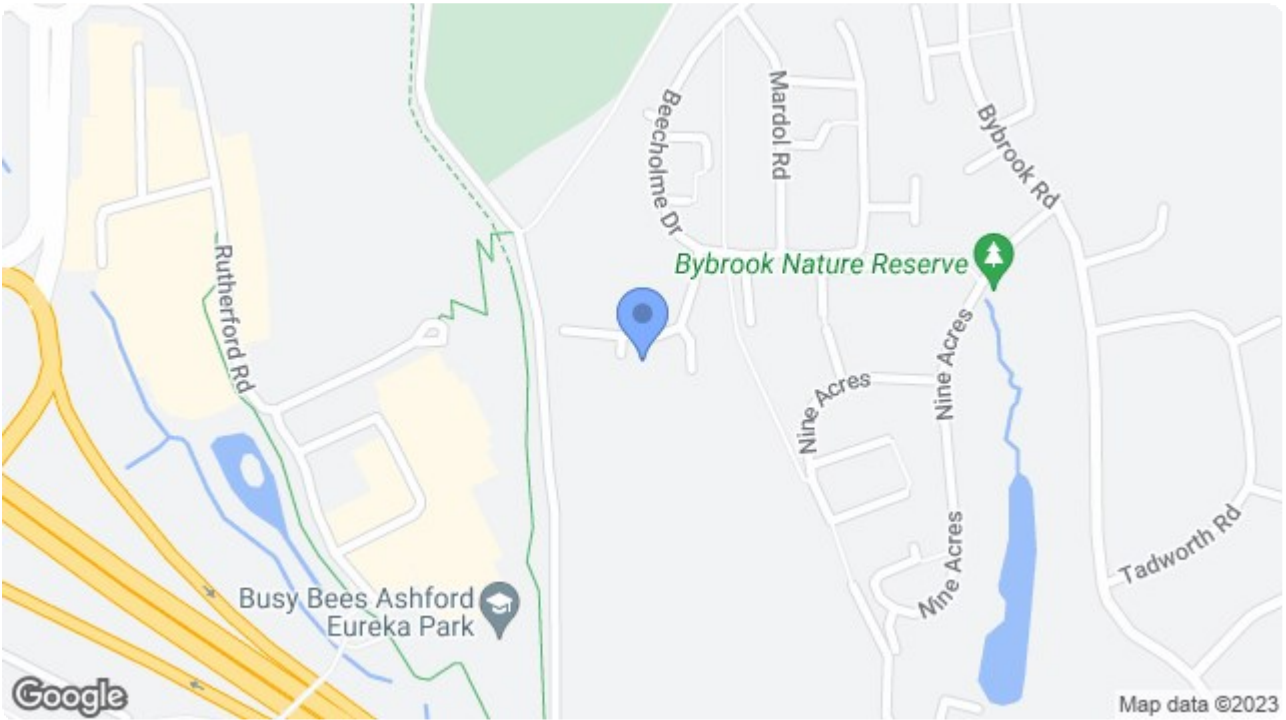 Beecholme Dr
Mardol Rd
Bybrook Rd
Rutherford Rd
Bybrook Nature Reserve
Nine Acres
Nine Acres
Nine Acres
Tadworth Rd
Busy Bees Ashford
Eureka Park
Google
Map data ©2023